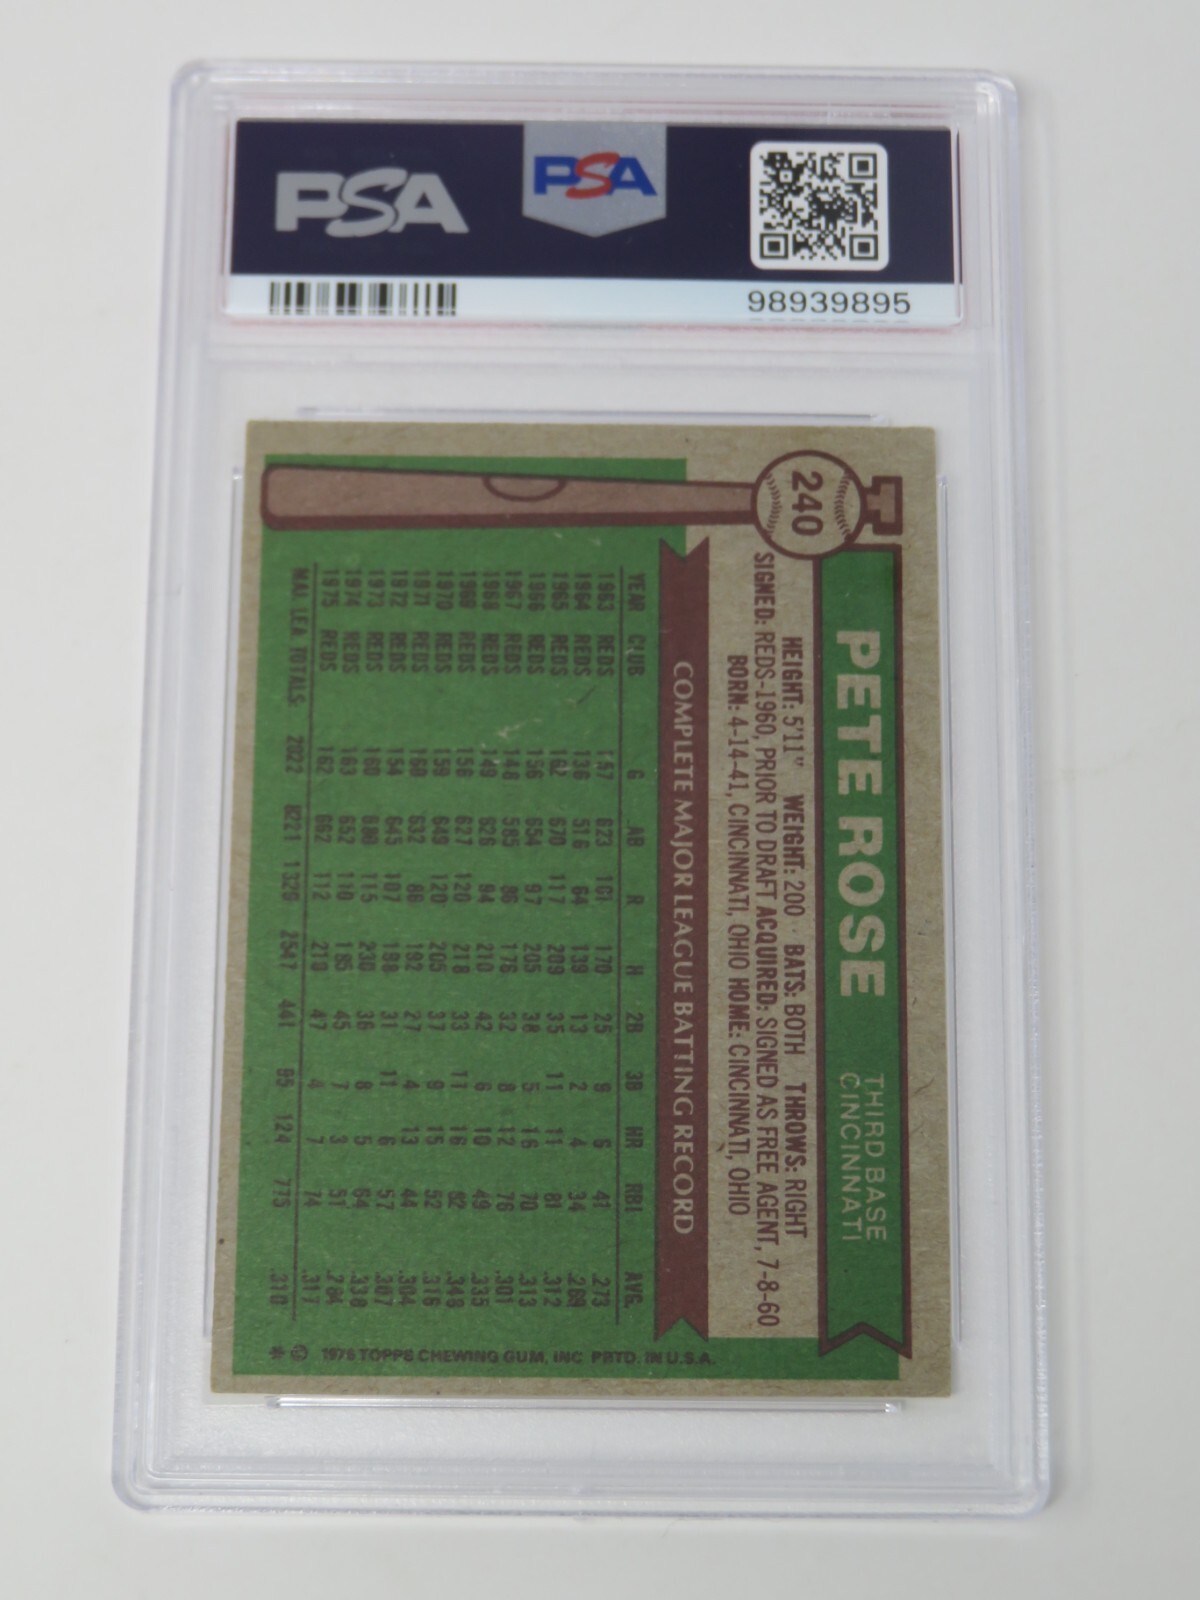 PSA
PSA
98939895
240
PETE ROSE
THIRD BASE
CINCINNATI
HEIGHT: 5'11" WEIGHT: 200 BATS: BOTH THROWS: RIGHT
SIGNED: REDS-1960, PRIOR TO DRAFT ACQUIRED: SIGNED AS FREE AGENT, 7-8-60
BORN: 4-14-41, CINCINNATI, OHIO HOME: CINCINNATI, OHIO
COMPLETE MAJOR LEAGUE BATTING RECORD
YEAR CLUB G AB R H 2B 3B HR RBI AVG.
1963 REDS 157 623 101 170 25 9 6 41 .273
1964 REDS 136 516 64 139 13 2 4 34 .269
1965 REDS 162 670 117 209 35 11 11 81 .312
1966 REDS 156 654 97 205 38 5 16 70 .313
1967 REDS 148 585 86 176 32 8 12 76 .301
1968 REDS 149 626 94 210 42 6 10 49 .335
1969 REDS 156 627 120 218 33 11 16 82 .348
1970 REDS 159 649 120 205 37 9 15 52 .316
1971 REDS 160 632 86 192 27 4 13 44 .304
1972 REDS 154 645 107 198 31 11 6 57 .307
1973 REDS 160 680 115 230 36 8 5 64 .338
1974 REDS 163 652 110 185 45 7 3 51 .284
1975 REDS 162 662 112 210 47 4 7 74 .317
MAJ. LEA. TOTALS 2022 8221 1329 2547 441 95 124 775 .310
* © 1976 TOPPS CHEWING GUM, INC. PRTD. IN U.S.A.